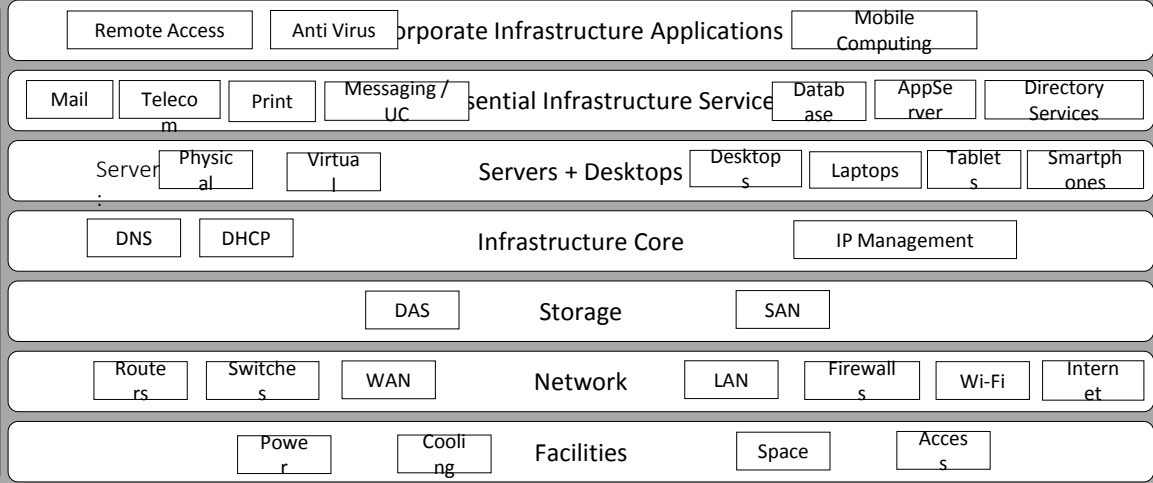 Remote Access
Anti Virus
orporate Infrastructure Applications
Mobile
Computing
Mail
Teleco
m
Print
Messaging /
UC
sential Infrastructure Service
Datab
ase
AppSe
rver
Directory
Services
Server
:
Physic
al
Virtua
l
Servers + Desktops
Desktop
s
Laptops
Tablet
s
Smartph
ones
DNS
DHCP
Infrastructure Core
IP Management
DAS
Storage
SAN
Route
rs
Switche
s
WAN
Network
LAN
Firewall
s
Wi-Fi
Intern
et
Powe
r
Cooli
ng
Facilities
Space
Acces
s